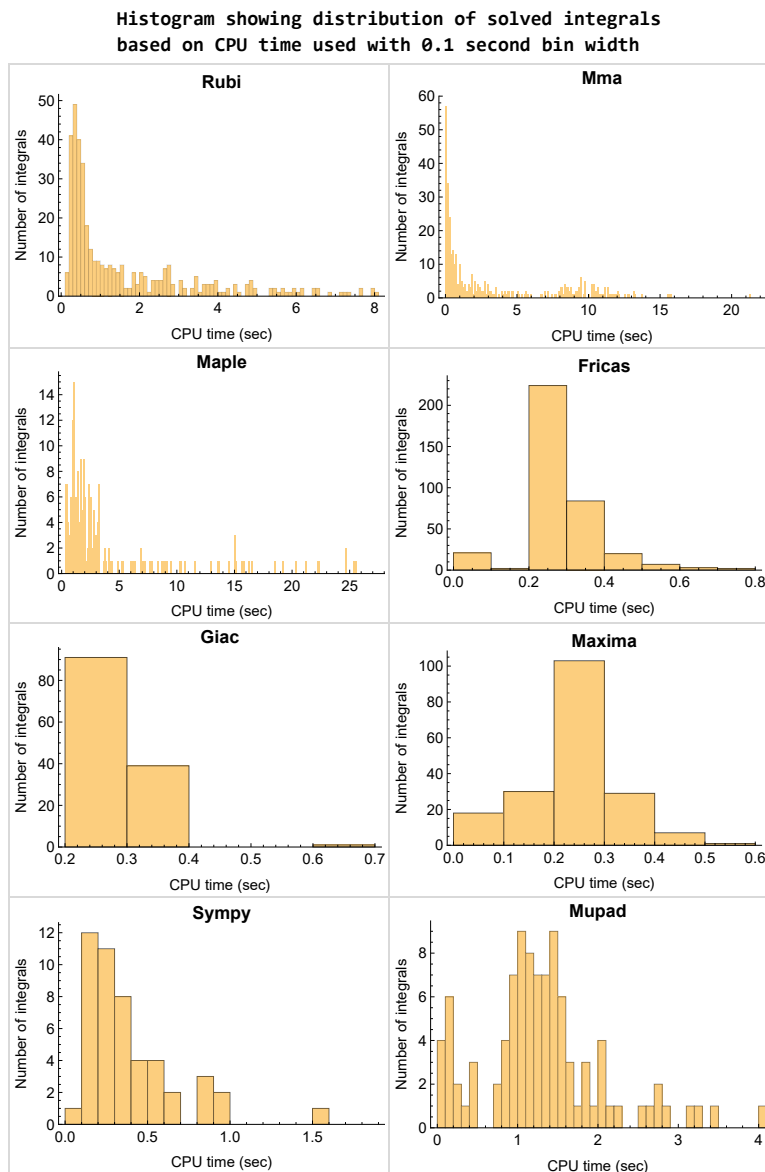 Histogram showing distribution of solved integrals
based on CPU time used with 0.1 second bin width
Rubi
Number of integrals
50
40
30
20
10
0
0 2 4 6 8
CPU time (sec)
Mma
Number of integrals
60
50
40
30
20
10
0
0 5 10 15 20
CPU time (sec)
Maple
Number of integrals
14
12
10
8
6
4
2
0
0 5 10 15 20 25
CPU time (sec)
Fricas
Number of integrals
200
150
100
50
0
0.0 0.2 0.4 0.6 0.8
CPU time (sec)
Giac
Number of integrals
80
60
40
20
0
0.2 0.3 0.4 0.5 0.6 0.7
CPU time (sec)
Maxima
Number of integrals
100
80
60
40
20
0
0.0 0.1 0.2 0.3 0.4 0.5 0.6
CPU time (sec)
Sympy
Number of integrals
12
10
8
6
4
2
0
0.0 0.5 1.0 1.5
CPU time (sec)
Mupad
Number of integrals
8
6
4
2
0
0 1 2 3 4
CPU time (sec)